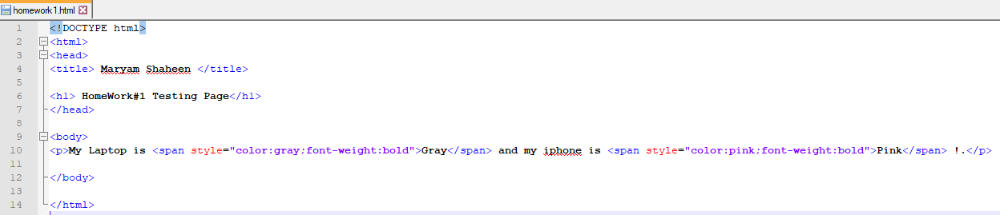 homework1.html
1 <!DOCTYPE html>
2 <html>
3 <head>
4 <title> Maryam Shaheen </title>
5
6 <h1> HomeWork#1 Testing Page</h1>
7 </head>
8
9 <body>
10 <p>My Laptop is <span style="color:gray;font-weight:bold">Gray</span> and my iphone is <span style="color:pink;font-weight:bold">Pink</span> !.</p>
11
12 </body>
13
14 </html>